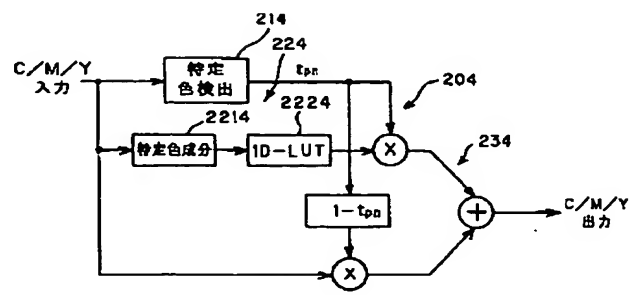 214
224
C/M/Y
入力
特定
色検出
tpn
204
2214
2224
特定色成分
1D-LUT
×
234
1-tpn
+
C/M/Y
出力
×